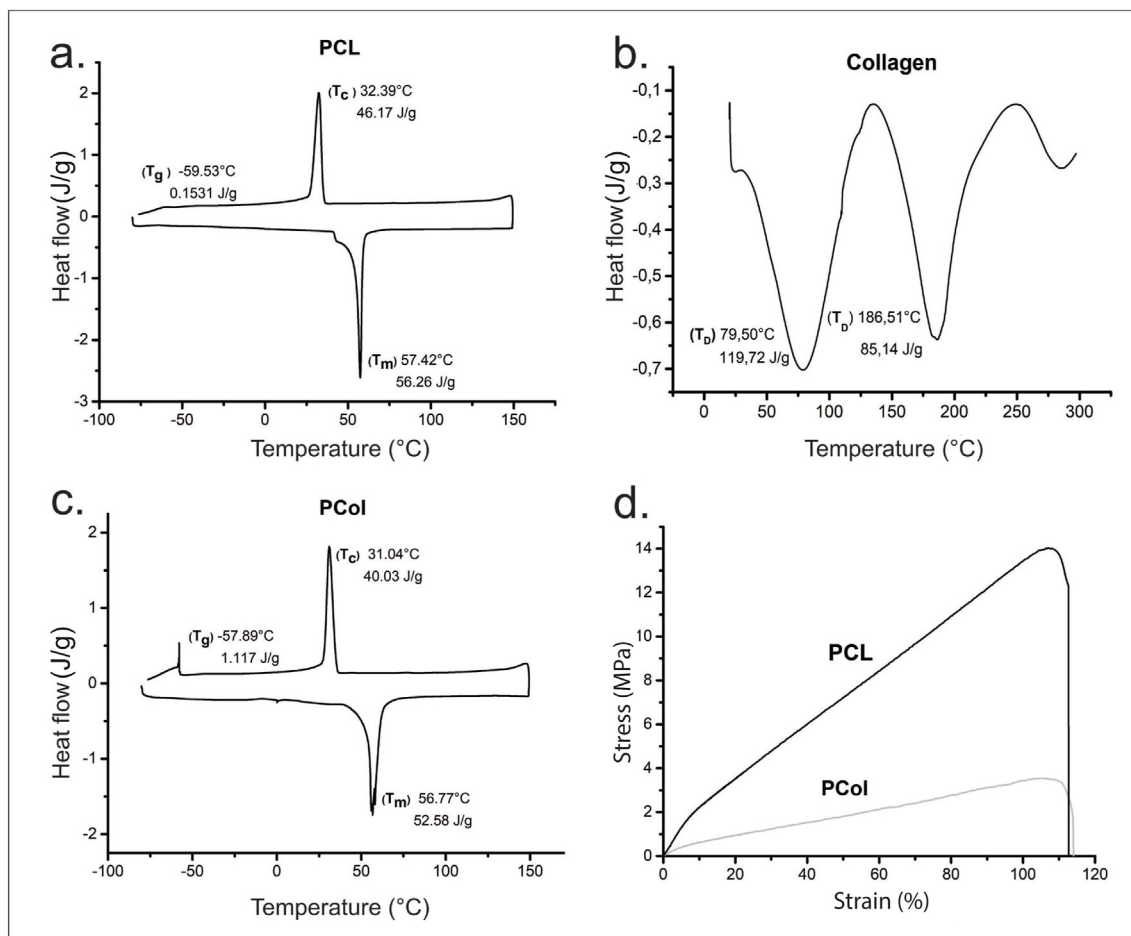 a.
PCL
(Tc) 32.39°C
46.17 J/g
(Tg) -59.53°C
0.1531 J/g
(Tm) 57.42°C
56.26 J/g
2
1
0
-1
-2
-3
-100 -50 0 50 100 150
Heat flow (J/g)
Temperature (°C)
b.
Collagen
-0,1
-0,2
-0,3
-0,4
-0,5
-0,6
-0,7
(TD) 79,50°C
119,72 J/g
(TD) 186,51°C
85,14 J/g
0 50 100 150 200 250 300
Heat flow (J/g)
Temperature (°C)
c.
PCol
(Tc) 31.04°C
40.03 J/g
(Tg) -57.89°C
1.117 J/g
(Tm) 56.77°C
52.58 J/g
2
1
0
-1
-2
-100 -50 0 50 100 150
Heat flow (J/g)
Temperature (°C)
d.
14
12
10
8
6
4
2
0
PCL
PCol
0 20 40 60 80 100 120
Stress (MPa)
Strain (%)